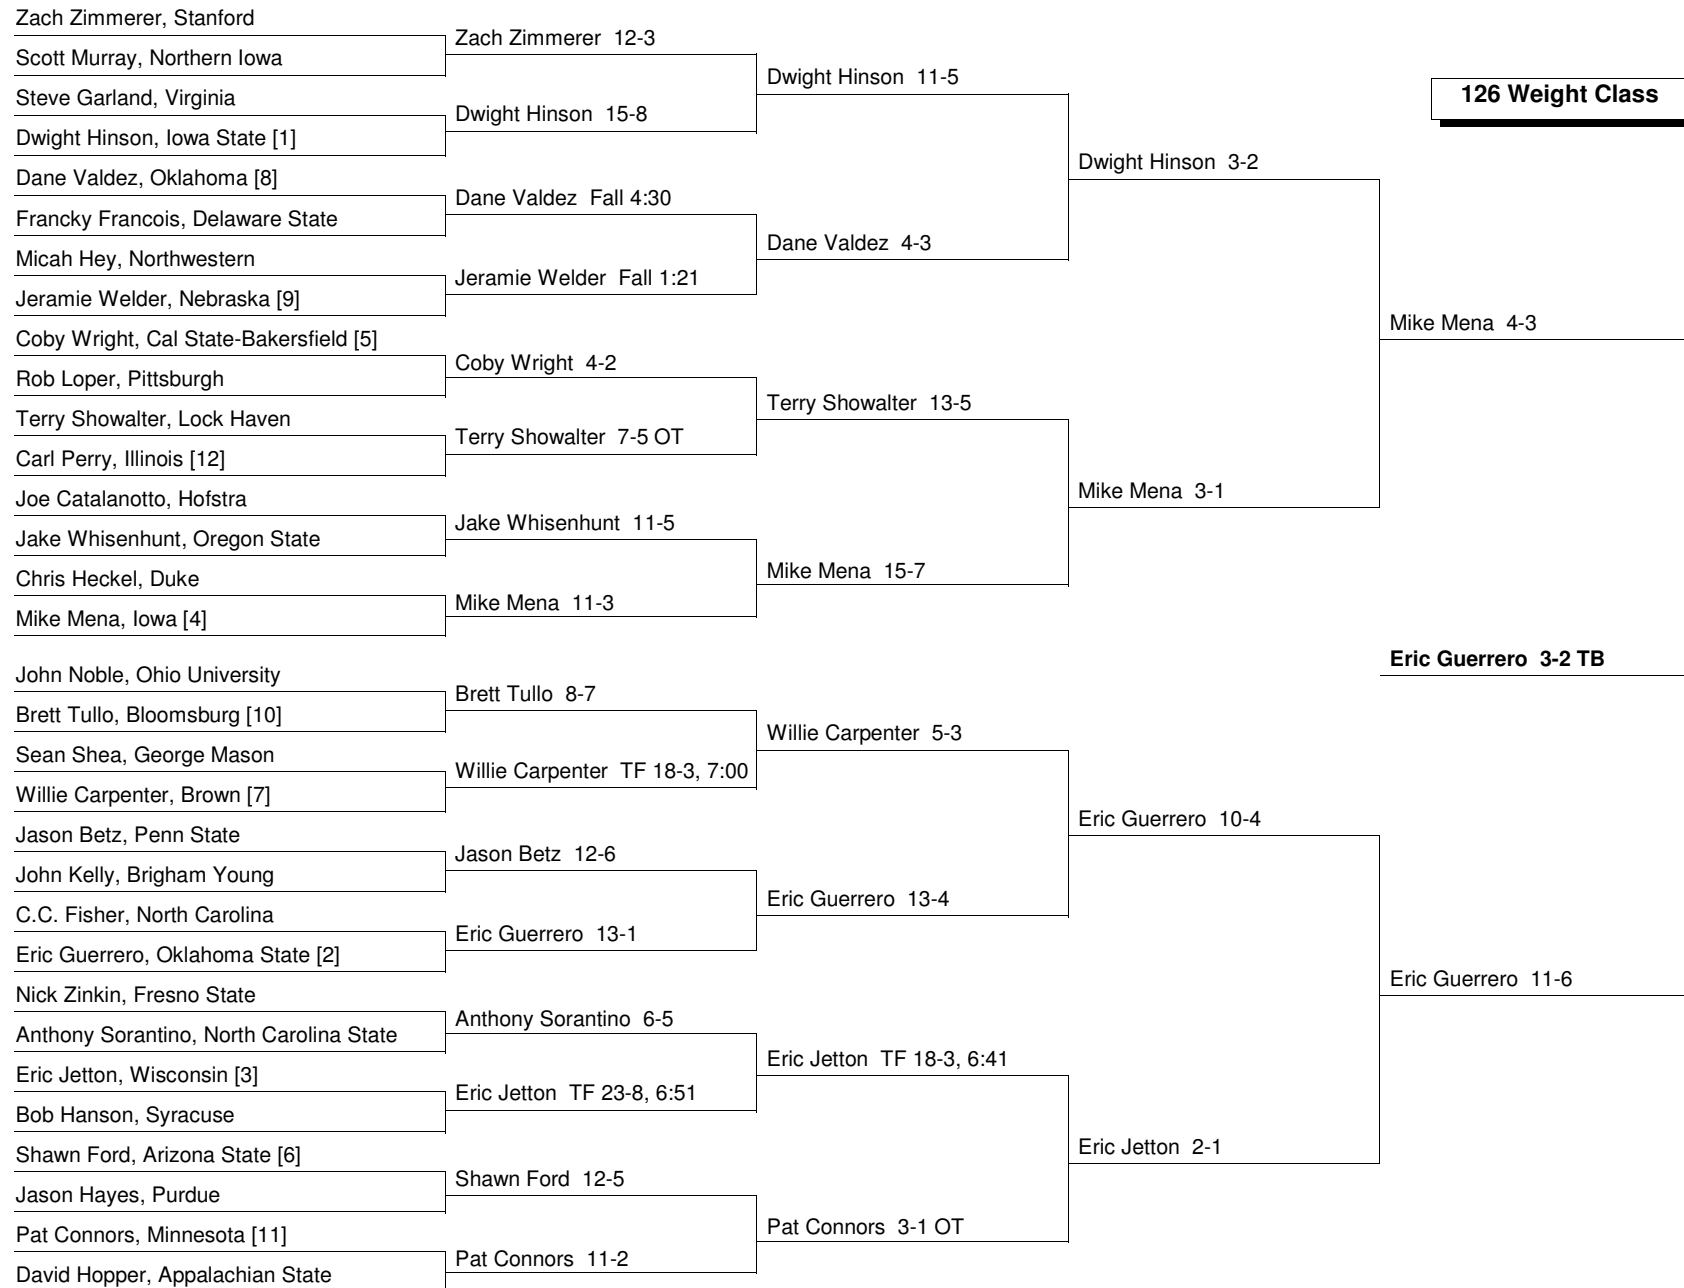 Zach Zimmerer, Stanford
Scott Murray, Northern Iowa
Steve Garland, Virginia
Dwight Hinson, Iowa State [1]
Dane Valdez, Oklahoma [8]
Francky Francois, Delaware State
Micah Hey, Northwestern
Jeramie Welder, Nebraska [9]
Coby Wright, Cal State-Bakersfield [5]
Rob Loper, Pittsburgh
Terry Showalter, Lock Haven
Carl Perry, Illinois [12]
Joe Catalanotto, Hofstra
Jake Whisenhunt, Oregon State
Chris Heckel, Duke
Mike Mena, Iowa [4]
John Noble, Ohio University
Brett Tullo, Bloomsburg [10]
Sean Shea, George Mason
Willie Carpenter, Brown [7]
Jason Betz, Penn State
John Kelly, Brigham Young
C.C. Fisher, North Carolina
Eric Guerrero, Oklahoma State [2]
Nick Zinkin, Fresno State
Anthony Sorantino, North Carolina State
Eric Jetton, Wisconsin [3]
Bob Hanson, Syracuse
Shawn Ford, Arizona State [6]
Jason Hayes, Purdue
Pat Connors, Minnesota [11]
David Hopper, Appalachian State
Zach Zimmerer 12-3
Dwight Hinson 15-8
Dane Valdez Fall 4:30
Jeramie Welder Fall 1:21
Coby Wright 4-2
Terry Showalter 7-5 OT
Jake Whisenhunt 11-5
Mike Mena 11-3
Brett Tullo 8-7
Willie Carpenter TF 18-3, 7:00
Jason Betz 12-6
Eric Guerrero 13-1
Anthony Sorantino 6-5
Eric Jetton TF 23-8, 6:51
Shawn Ford 12-5
Pat Connors 11-2
Dwight Hinson 11-5
Dane Valdez 4-3
Terry Showalter 13-5
Mike Mena 15-7
Willie Carpenter 5-3
Eric Guerrero 13-4
Eric Jetton TF 18-3, 6:41
Pat Connors 3-1 OT
Dwight Hinson 3-2
Mike Mena 3-1
Eric Guerrero 10-4
Eric Jetton 2-1
126 Weight Class
Mike Mena 4-3
Eric Guerrero 3-2 TB
Eric Guerrero 11-6